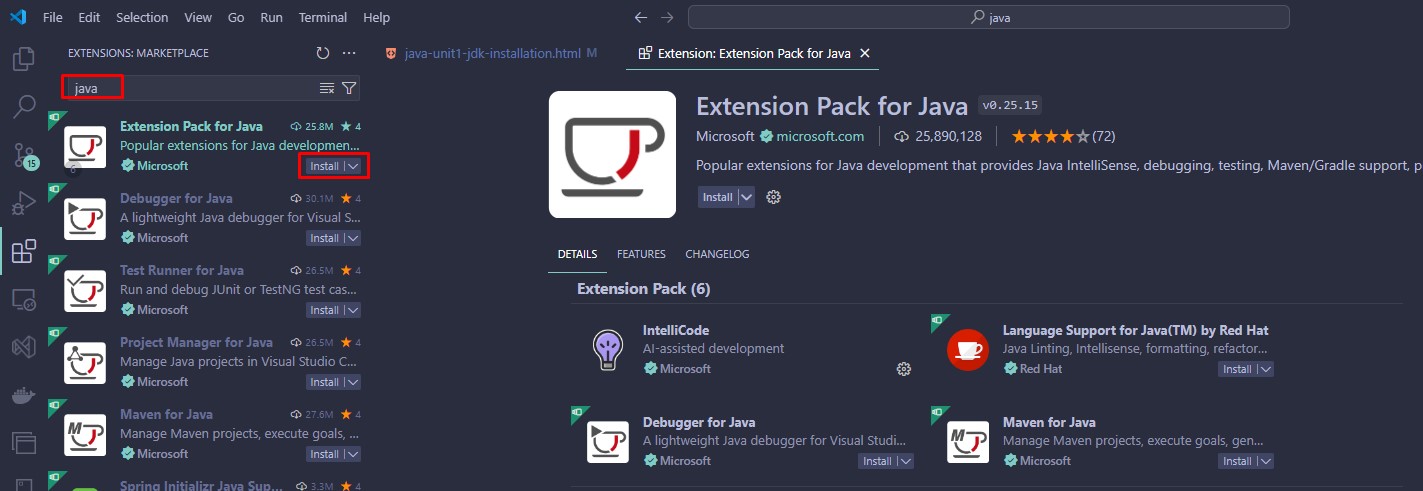 File Edit Selection View Go Run Terminal Help
java
EXTENSIONS: MARKETPLACE
java
Extension Pack for Java 25.8M 4
Popular extensions for Java developmen...
Microsoft Install
Debugger for Java 30.1M 4
A lightweight Java debugger for Visual S...
Microsoft Install
Test Runner for Java 26.5M 4
Run and debug JUnit or TestNG test cas...
Microsoft Install
Project Manager for Java 26.5M 4
Manage Java projects in Visual Studio C...
Microsoft Install
Maven for Java 27.6M 4
Manage Maven projects, execute goals, ...
Microsoft Install
Spring Initializr Java Sup... 3.3M 4
15
6
java-unit1-jdk-installation.html M
Extension: Extension Pack for Java
Extension Pack for Java v0.25.15
Microsoft microsoft.com 25,890,128 (72)
Popular extensions for Java development that provides Java IntelliSense, debugging, testing, Maven/Gradle support, p
Install
DETAILS FEATURES CHANGELOG
Extension Pack (6)
IntelliCode
AI-assisted development
Microsoft
Language Support for Java(TM) by Red Hat
Java Linting, Intellisense, formatting, refactor...
Red Hat Install
Debugger for Java
A lightweight Java debugger for Visual Studi...
Microsoft Install
Maven for Java
Manage Maven projects, execute goals, gen...
Microsoft Install